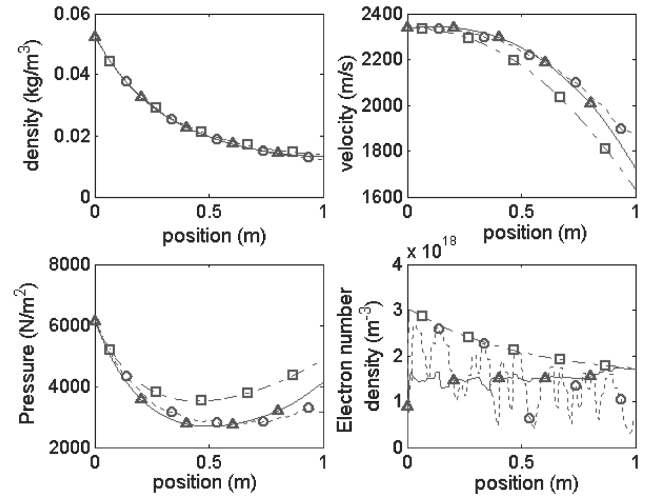 0.06
0.04
0.02
0
density (kg/m³)
0
0.5
1
position (m)
2400
2200
2000
1800
1600
velocity (m/s)
0
0.5
1
position (m)
8000
6000
4000
2000
Pressure (N/m²)
0
0.5
1
position (m)
4 x 10¹⁸
3
2
1
0
Electron number
density (m⁻³)
0
0.5
1
position (m)